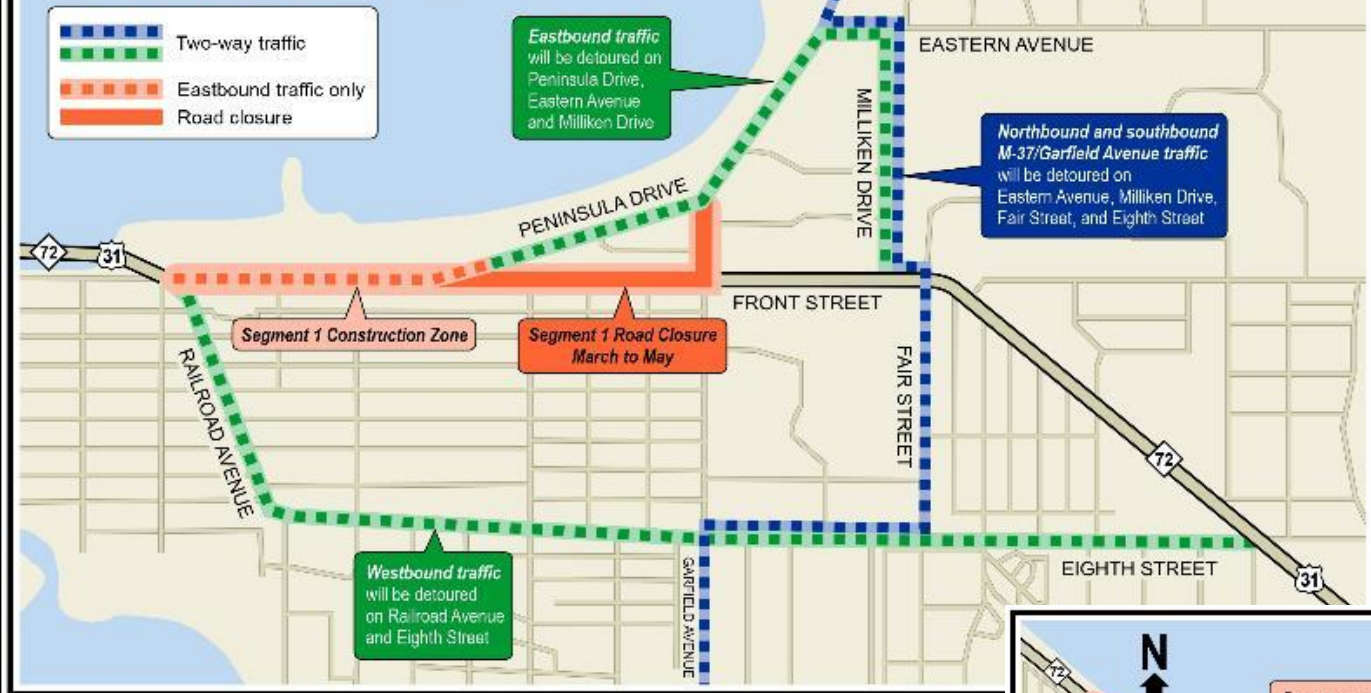 Two-way traffic
Eastbound traffic only
Road closure
Eastbound traffic
will be detoured on
Peninsula Drive,
Eastern Avenue
and Milliken Drive
EASTERN AVENUE
MILLIKEN DRIVE
Northbound and southbound
M-37/Garfield Avenue traffic
will be detoured on
Eastern Avenue, Milliken Drive,
Fair Street, and Eighth Street
PENINSULA DRIVE
72
31
FRONT STREET
Segment 1 Construction Zone
Segment 1 Road Closure
March to May
RAILROAD AVENUE
FAIR STREET
72
Westbound traffic
will be detoured
on Railroad Avenue
and Eighth Street
GARFIELD AVENUE
EIGHTH STREET
31
N
72